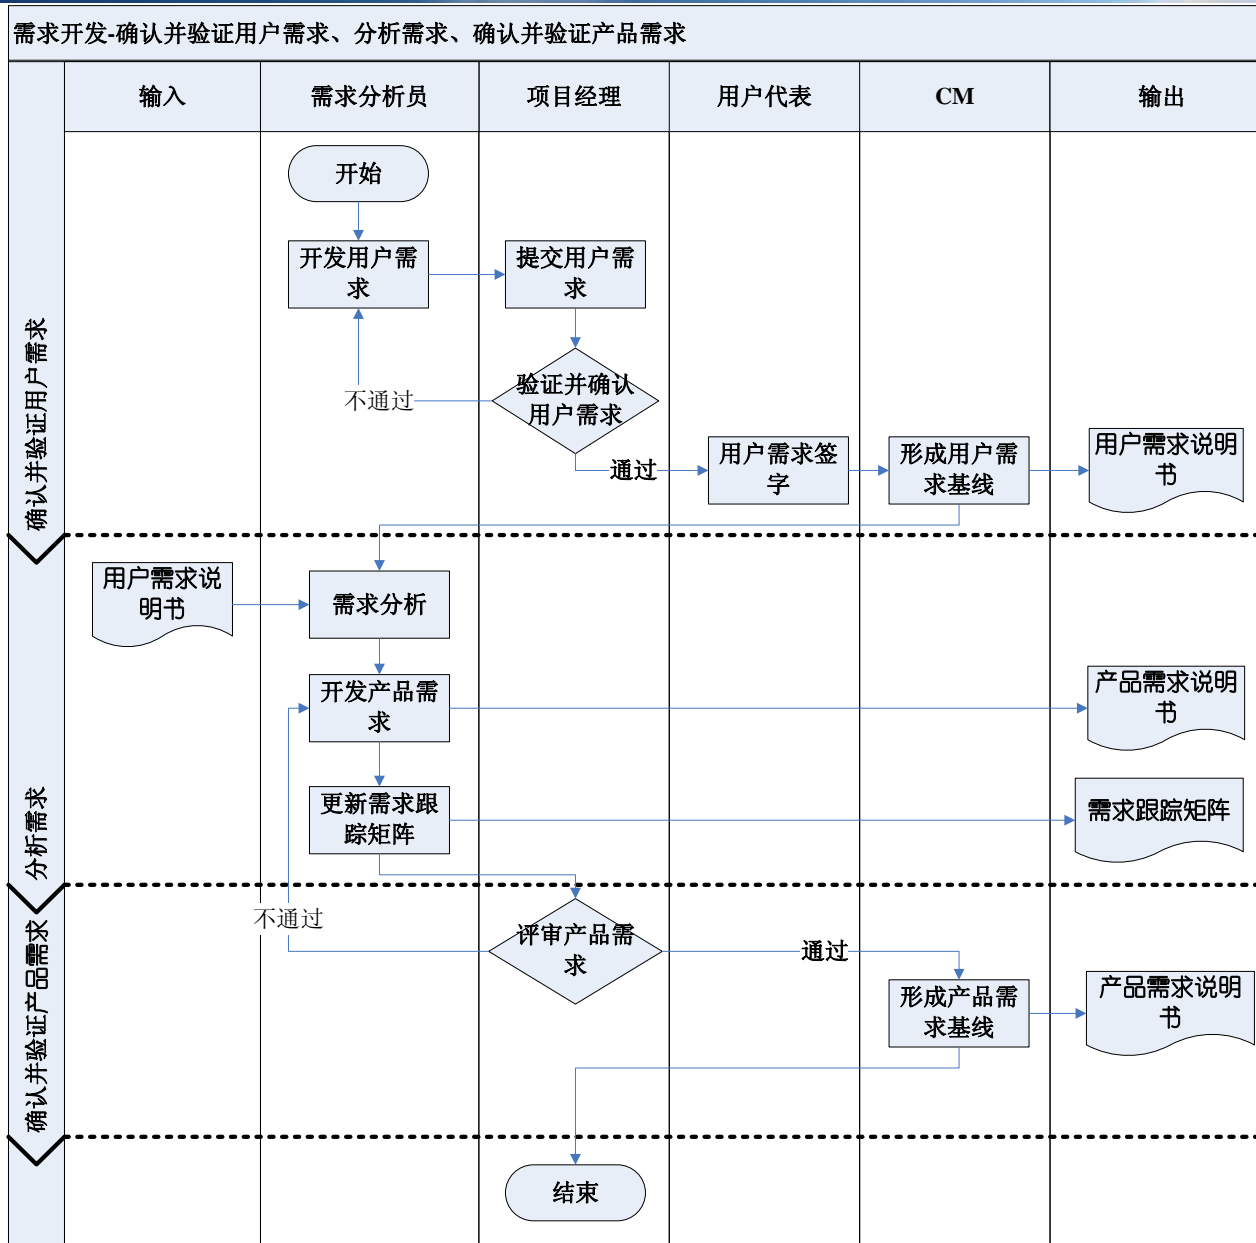 需求开发-确认并验证用户需求、分析需求、确认并验证产品需求
输入
需求分析员
项目经理
用户代表
CM
输出
确认并验证用户需求
开始
开发用户需
求
提交用户需
求
验证并确认
用户需求
不通过
通过
用户需求签
字
形成用户需
求基线
用户需求说明
书
分析需求
用户需求说
明书
需求分析
开发产品需
求
产品需求说明
书
更新需求跟
踪矩阵
需求跟踪矩阵
确认并验证产品需求
不通过
评审产品需
求
通过
形成产品需
求基线
产品需求说明
书
结束